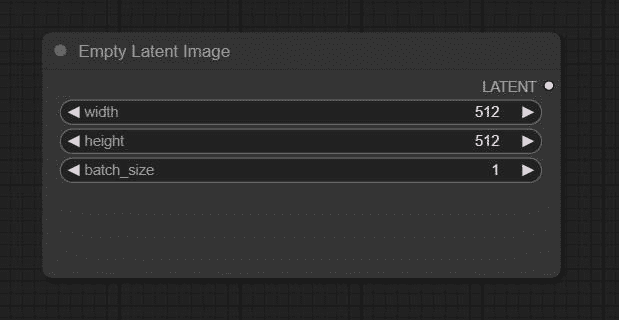 Empty Latent Image
LATENT
width 512
height 512
batch_size 1